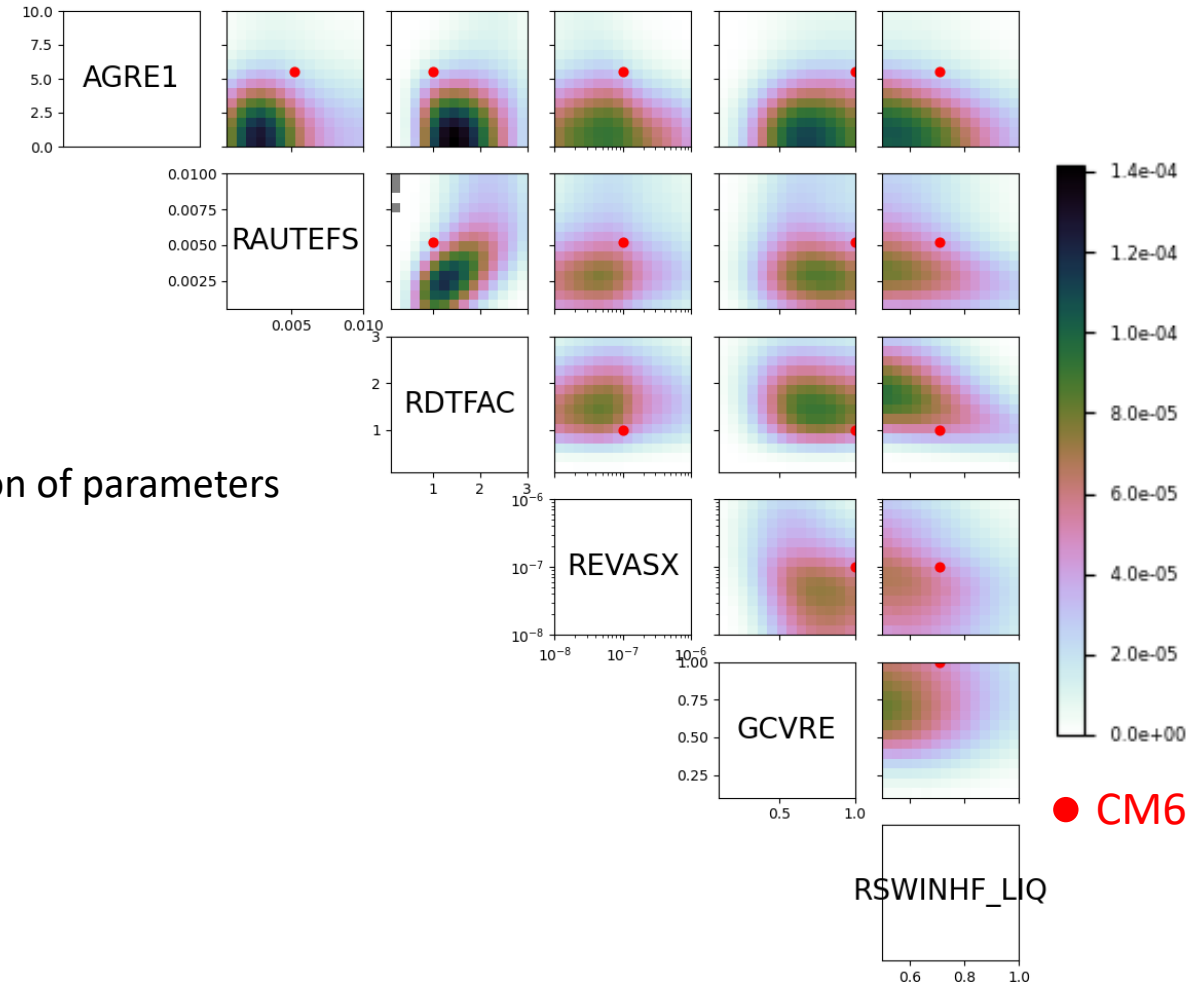 10.0
7.5
5.0
2.5
0.0
AGRE1
0.0100
0.0075
0.0050
0.0025
RAUTEFS
0.005 0.010
3
2
1
RDTFAC
1 2 3
on of parameters
10⁻⁶
10⁻⁷
10⁻⁸
REVASX
10⁻⁸ 10⁻⁷ 10⁻⁶
1.00
0.75
0.50
0.25
GCVRE
0.5 1.0
RSWINHF_LIQ
0.6 0.8 1.0
1.4e-04
1.2e-04
1.0e-04
8.0e-05
6.0e-05
4.0e-05
2.0e-05
0.0e+00
CM6